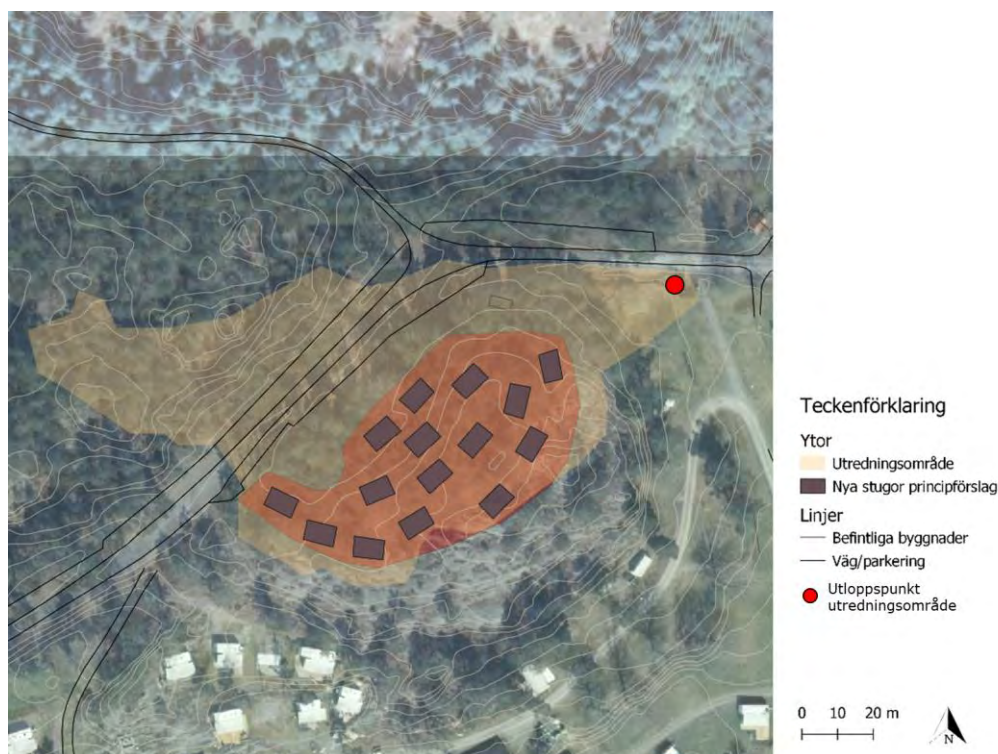 Teckenförklaring
Ytor
Utredningsområde
Nya stugor principförslag
Linjer
Befintliga byggnader
Väg/parkering
Utloppspunkt
utredningsområde
0 10 20 m
N